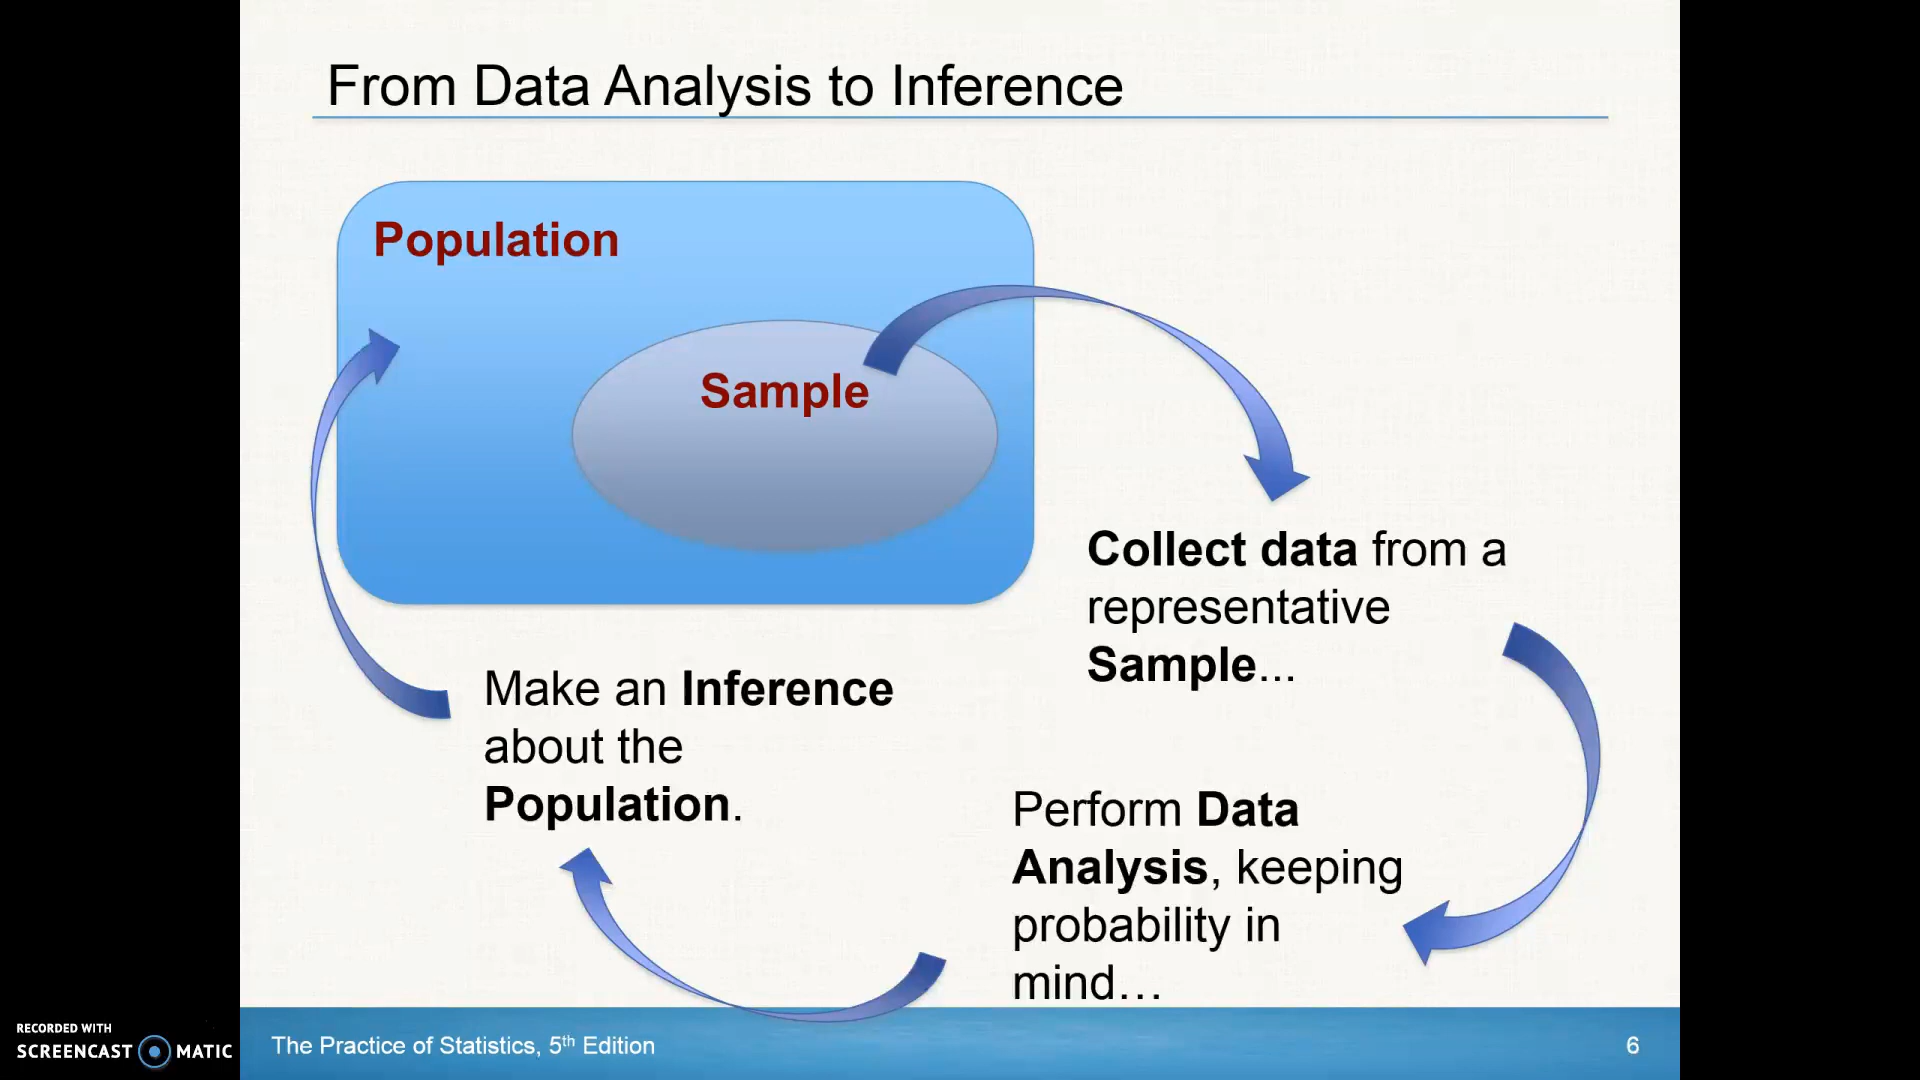 From Data Analysis to Inference
Population
Sample
Collect data from a
representative
Sample...
Make an Inference
about the
Population.
Perform Data
Analysis, keeping
probability in
mind…
RECORDED WITH
SCREENCAST MATIC
The Practice of Statistics, 5th Edition
6